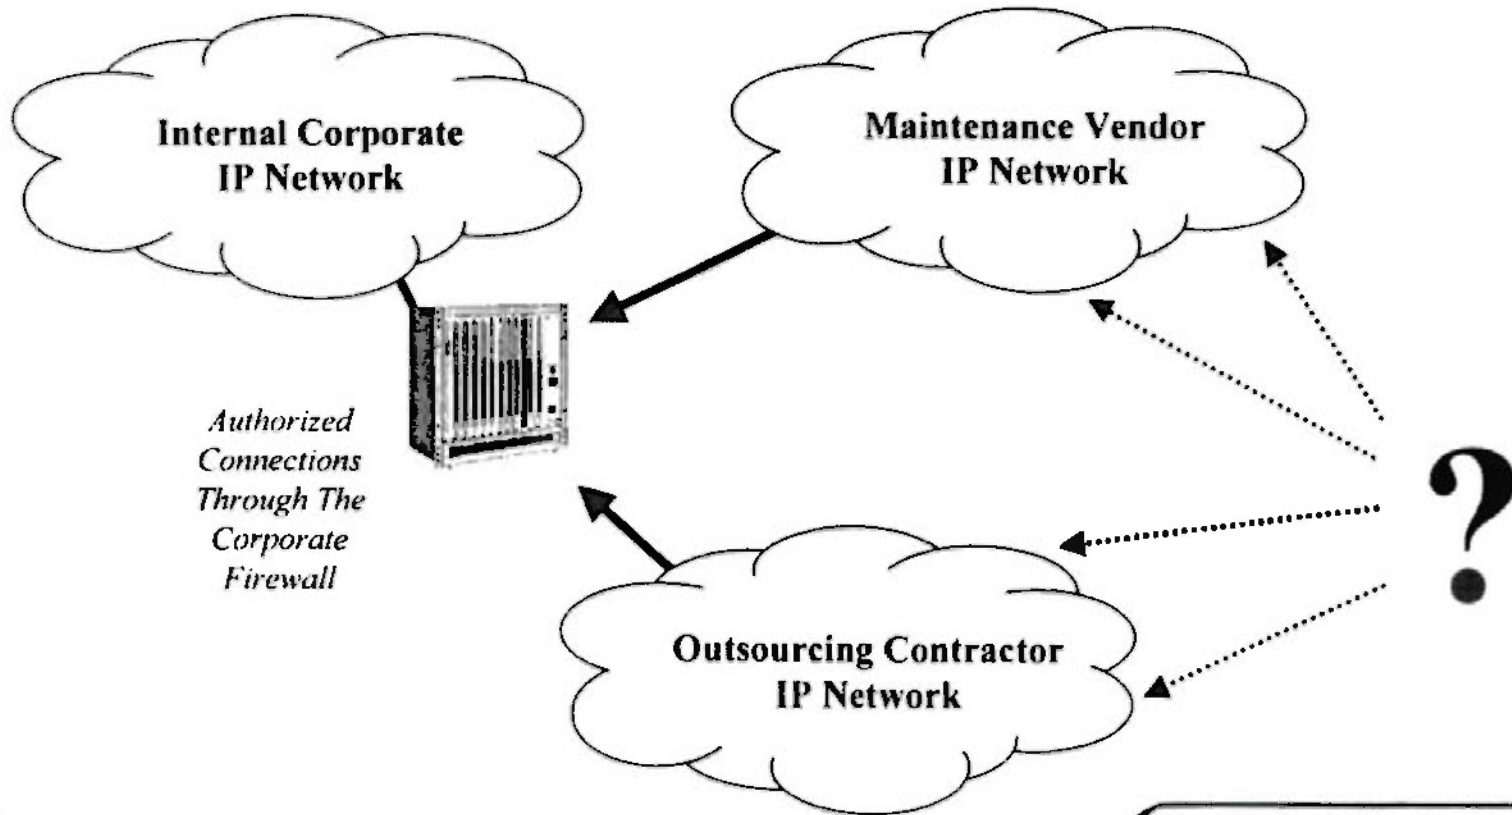 Internal Corporate
IP Network
Maintenance Vendor
IP Network
Authorized
Connections
Through The
Corporate
Firewall
?
Outsourcing Contractor
IP Network